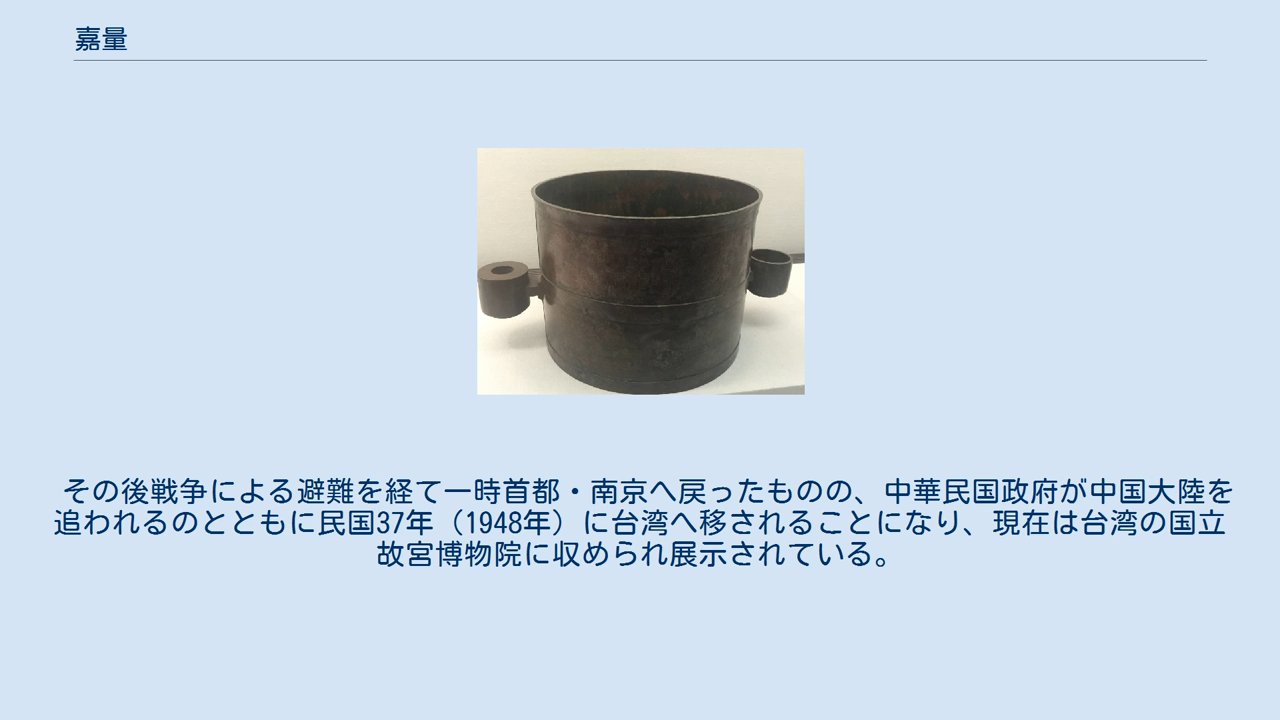 嘉量
その後戦争による避難を経て一時首都・南京へ戻ったものの、中華民国政府が中国大陸を
追われるのとともに民国37年（1948年）に台湾へ移されることになり、現在は台湾の国立
故宮博物院に収められ展示されている。